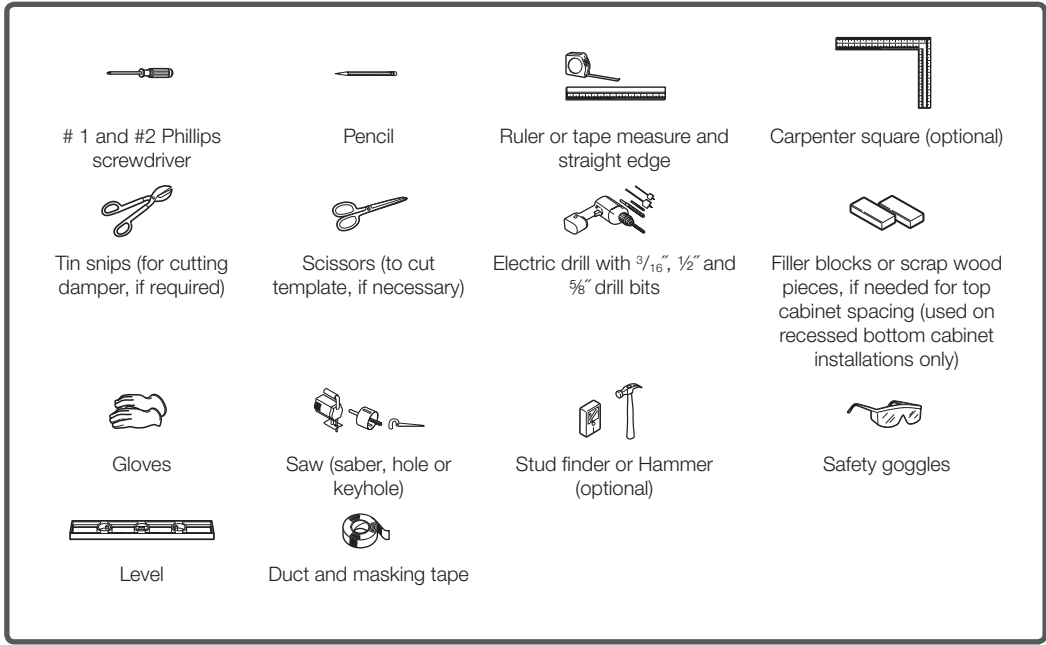 # 1 and #2 Phillips
screwdriver
Pencil
Ruler or tape measure and
straight edge
Carpenter square (optional)
Tin snips (for cutting
damper, if required)
Scissors (to cut
template, if necessary)
Electric drill with 3/16˝, ½˝ and
⅝˝ drill bits
Filler blocks or scrap wood
pieces, if needed for top
cabinet spacing (used on
recessed bottom cabinet
installations only)
Gloves
Saw (saber, hole or
keyhole)
Stud finder or Hammer
(optional)
Safety goggles
Level
Duct and masking tape